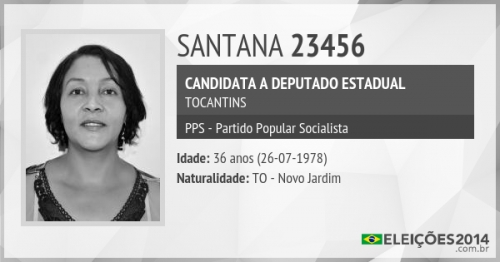 SANTANA 23456
CANDIDATA A DEPUTADO ESTADUAL
TOCANTINS
PPS - Partido Popular Socialista
Idade: 36 anos (26-07-1978)
Naturalidade: TO - Novo Jardim
ELEIÇÕES2014
.com.br